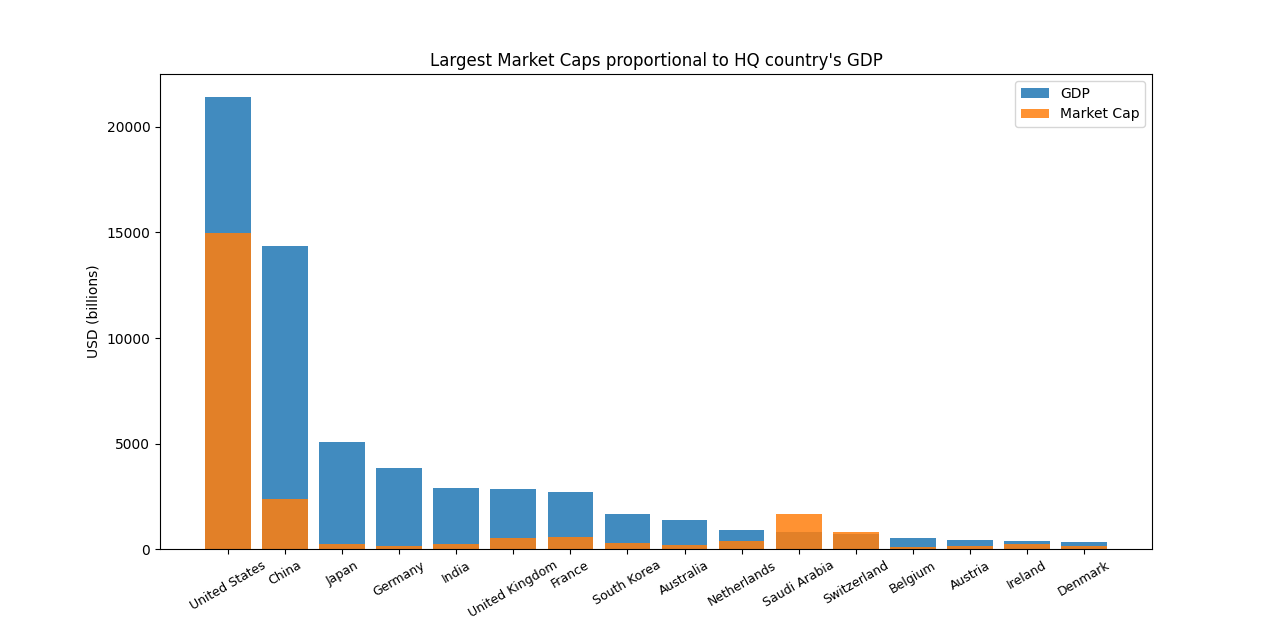 Largest Market Caps proportional to HQ country's GDP
GDP
Market Cap
USD (billions)
20000
15000
10000
5000
0
United States
China
Japan
Germany
India
United Kingdom
France
South Korea
Australia
Netherlands
Saudi Arabia
Switzerland
Belgium
Austria
Ireland
Denmark